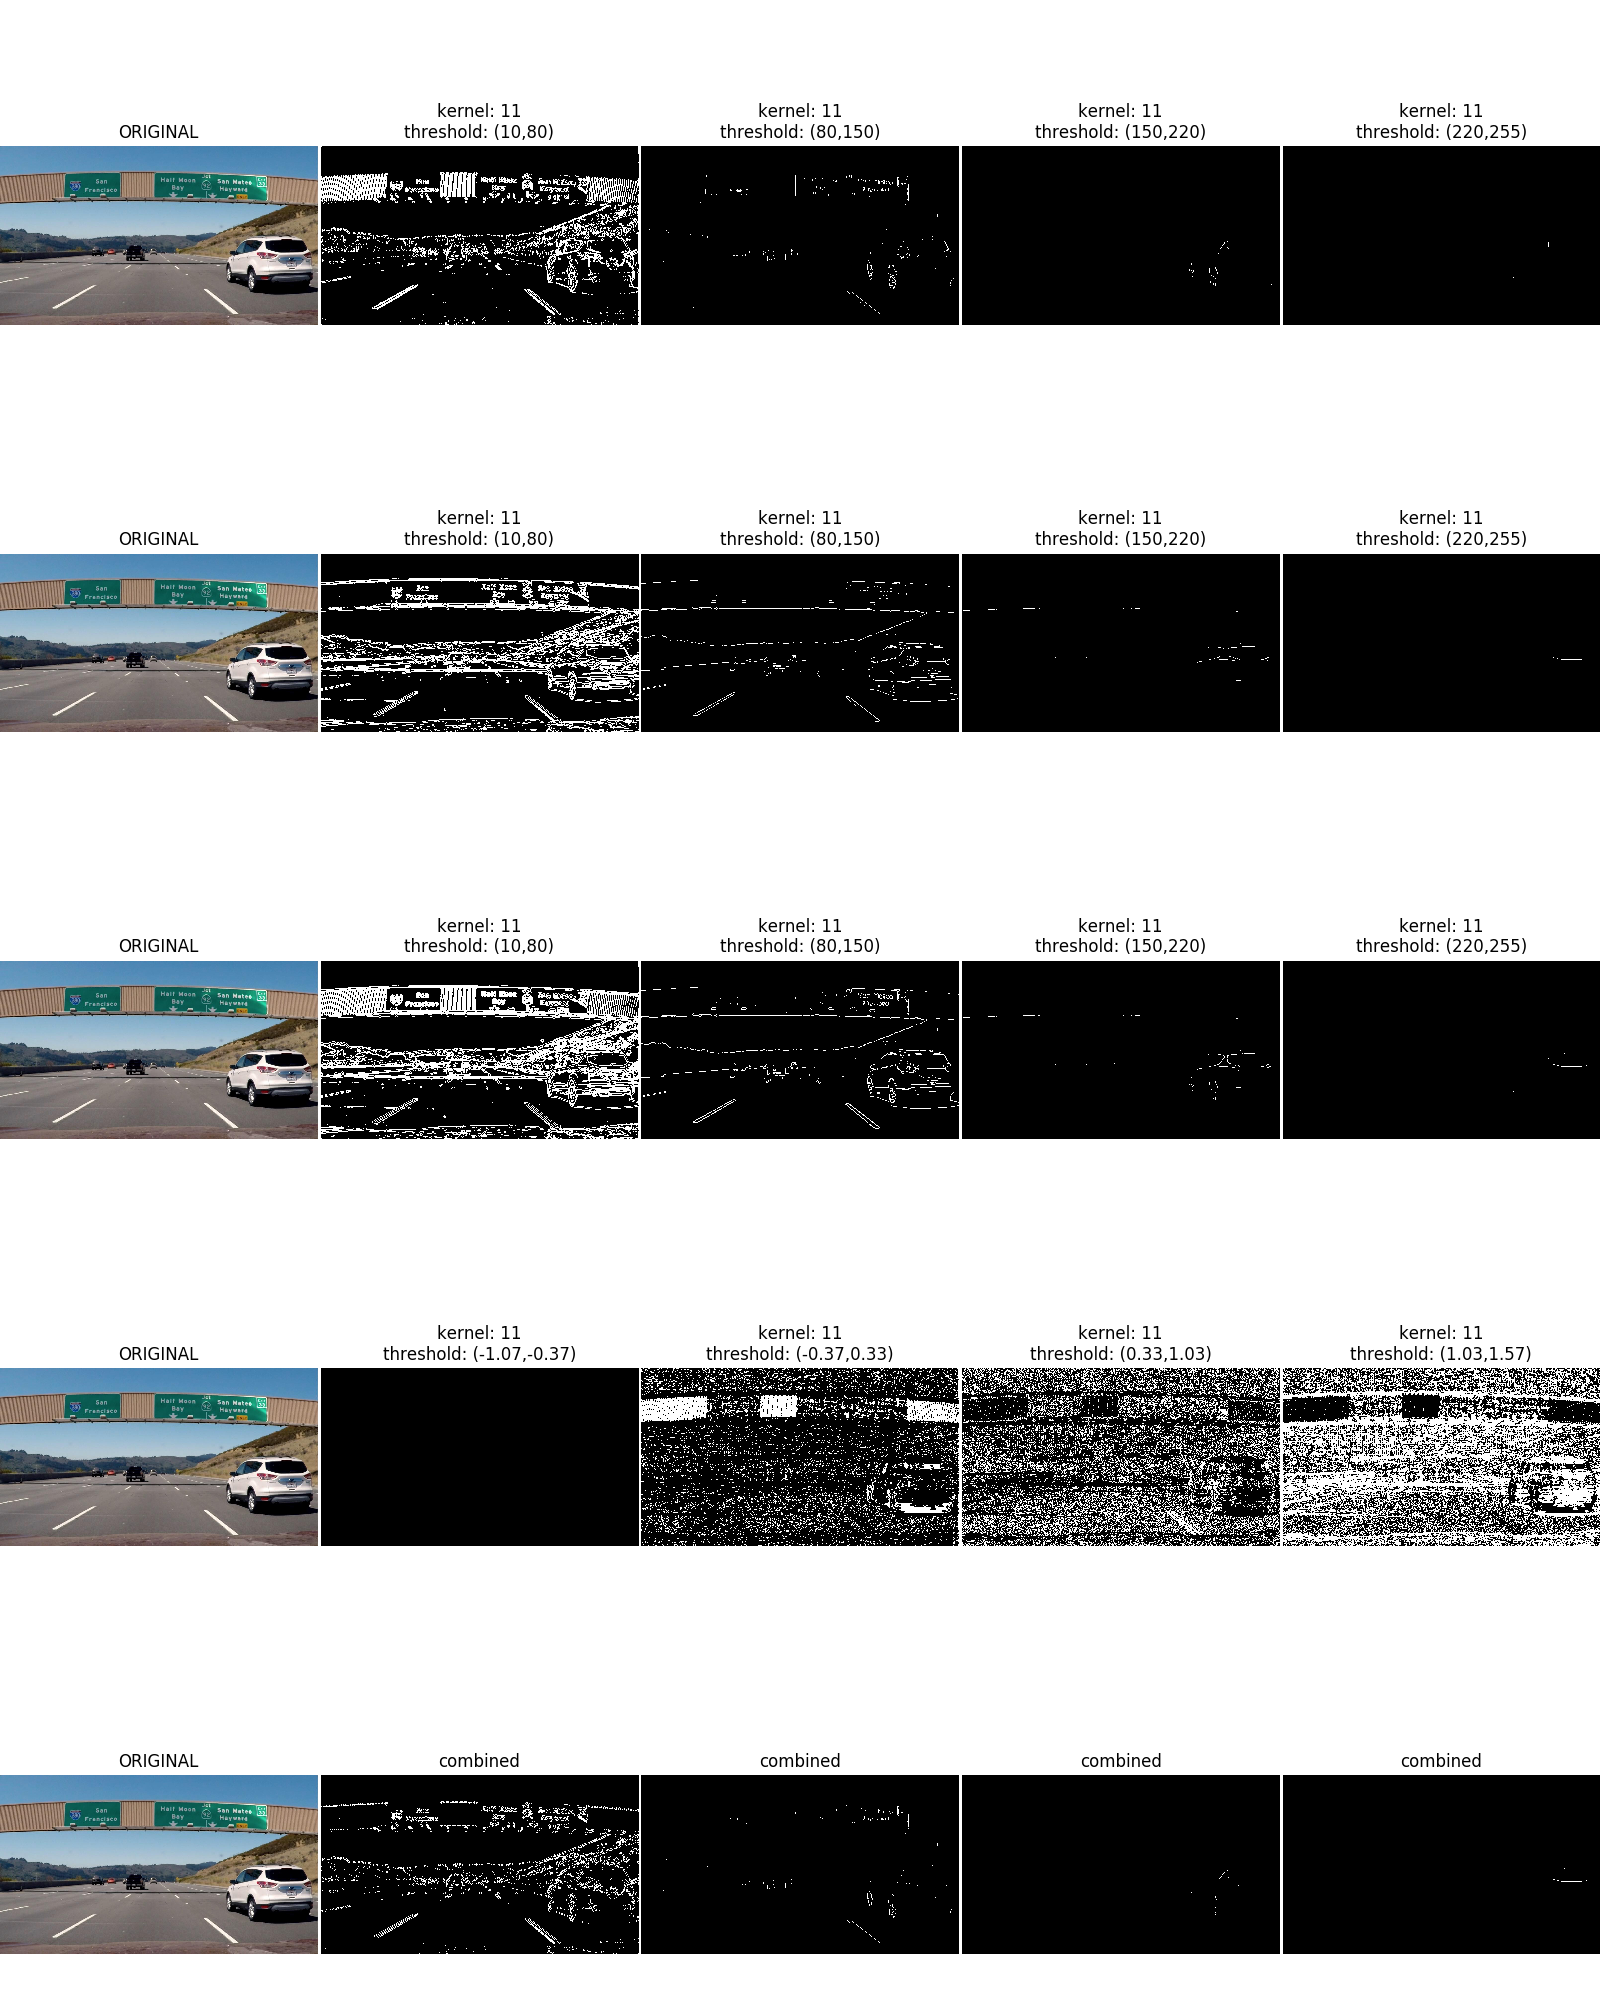 ORIGINAL
kernel: 11
threshold: (10,80)
kernel: 11
threshold: (80,150)
kernel: 11
threshold: (150,220)
kernel: 11
threshold: (220,255)
San
Francisco
Half Moon
Bay
92
San Mateo
Hayward
ORIGINAL
kernel: 11
threshold: (10,80)
kernel: 11
threshold: (80,150)
kernel: 11
threshold: (150,220)
kernel: 11
threshold: (220,255)
San
Francisco
Half Moon
Bay
92
San Mateo
Hayward
ORIGINAL
kernel: 11
threshold: (10,80)
kernel: 11
threshold: (80,150)
kernel: 11
threshold: (150,220)
kernel: 11
threshold: (220,255)
San
Francisco
Half Moon
Bay
92
San Mateo
Hayward
ORIGINAL
kernel: 11
threshold: (-1.07,-0.37)
kernel: 11
threshold: (-0.37,0.33)
kernel: 11
threshold: (0.33,1.03)
kernel: 11
threshold: (1.03,1.57)
San
Francisco
Half Moon
Bay
92
San Mateo
Hayward
ORIGINAL
combined
combined
combined
combined
San
Francisco
Half Moon
Bay
92
San Mateo
Hayward